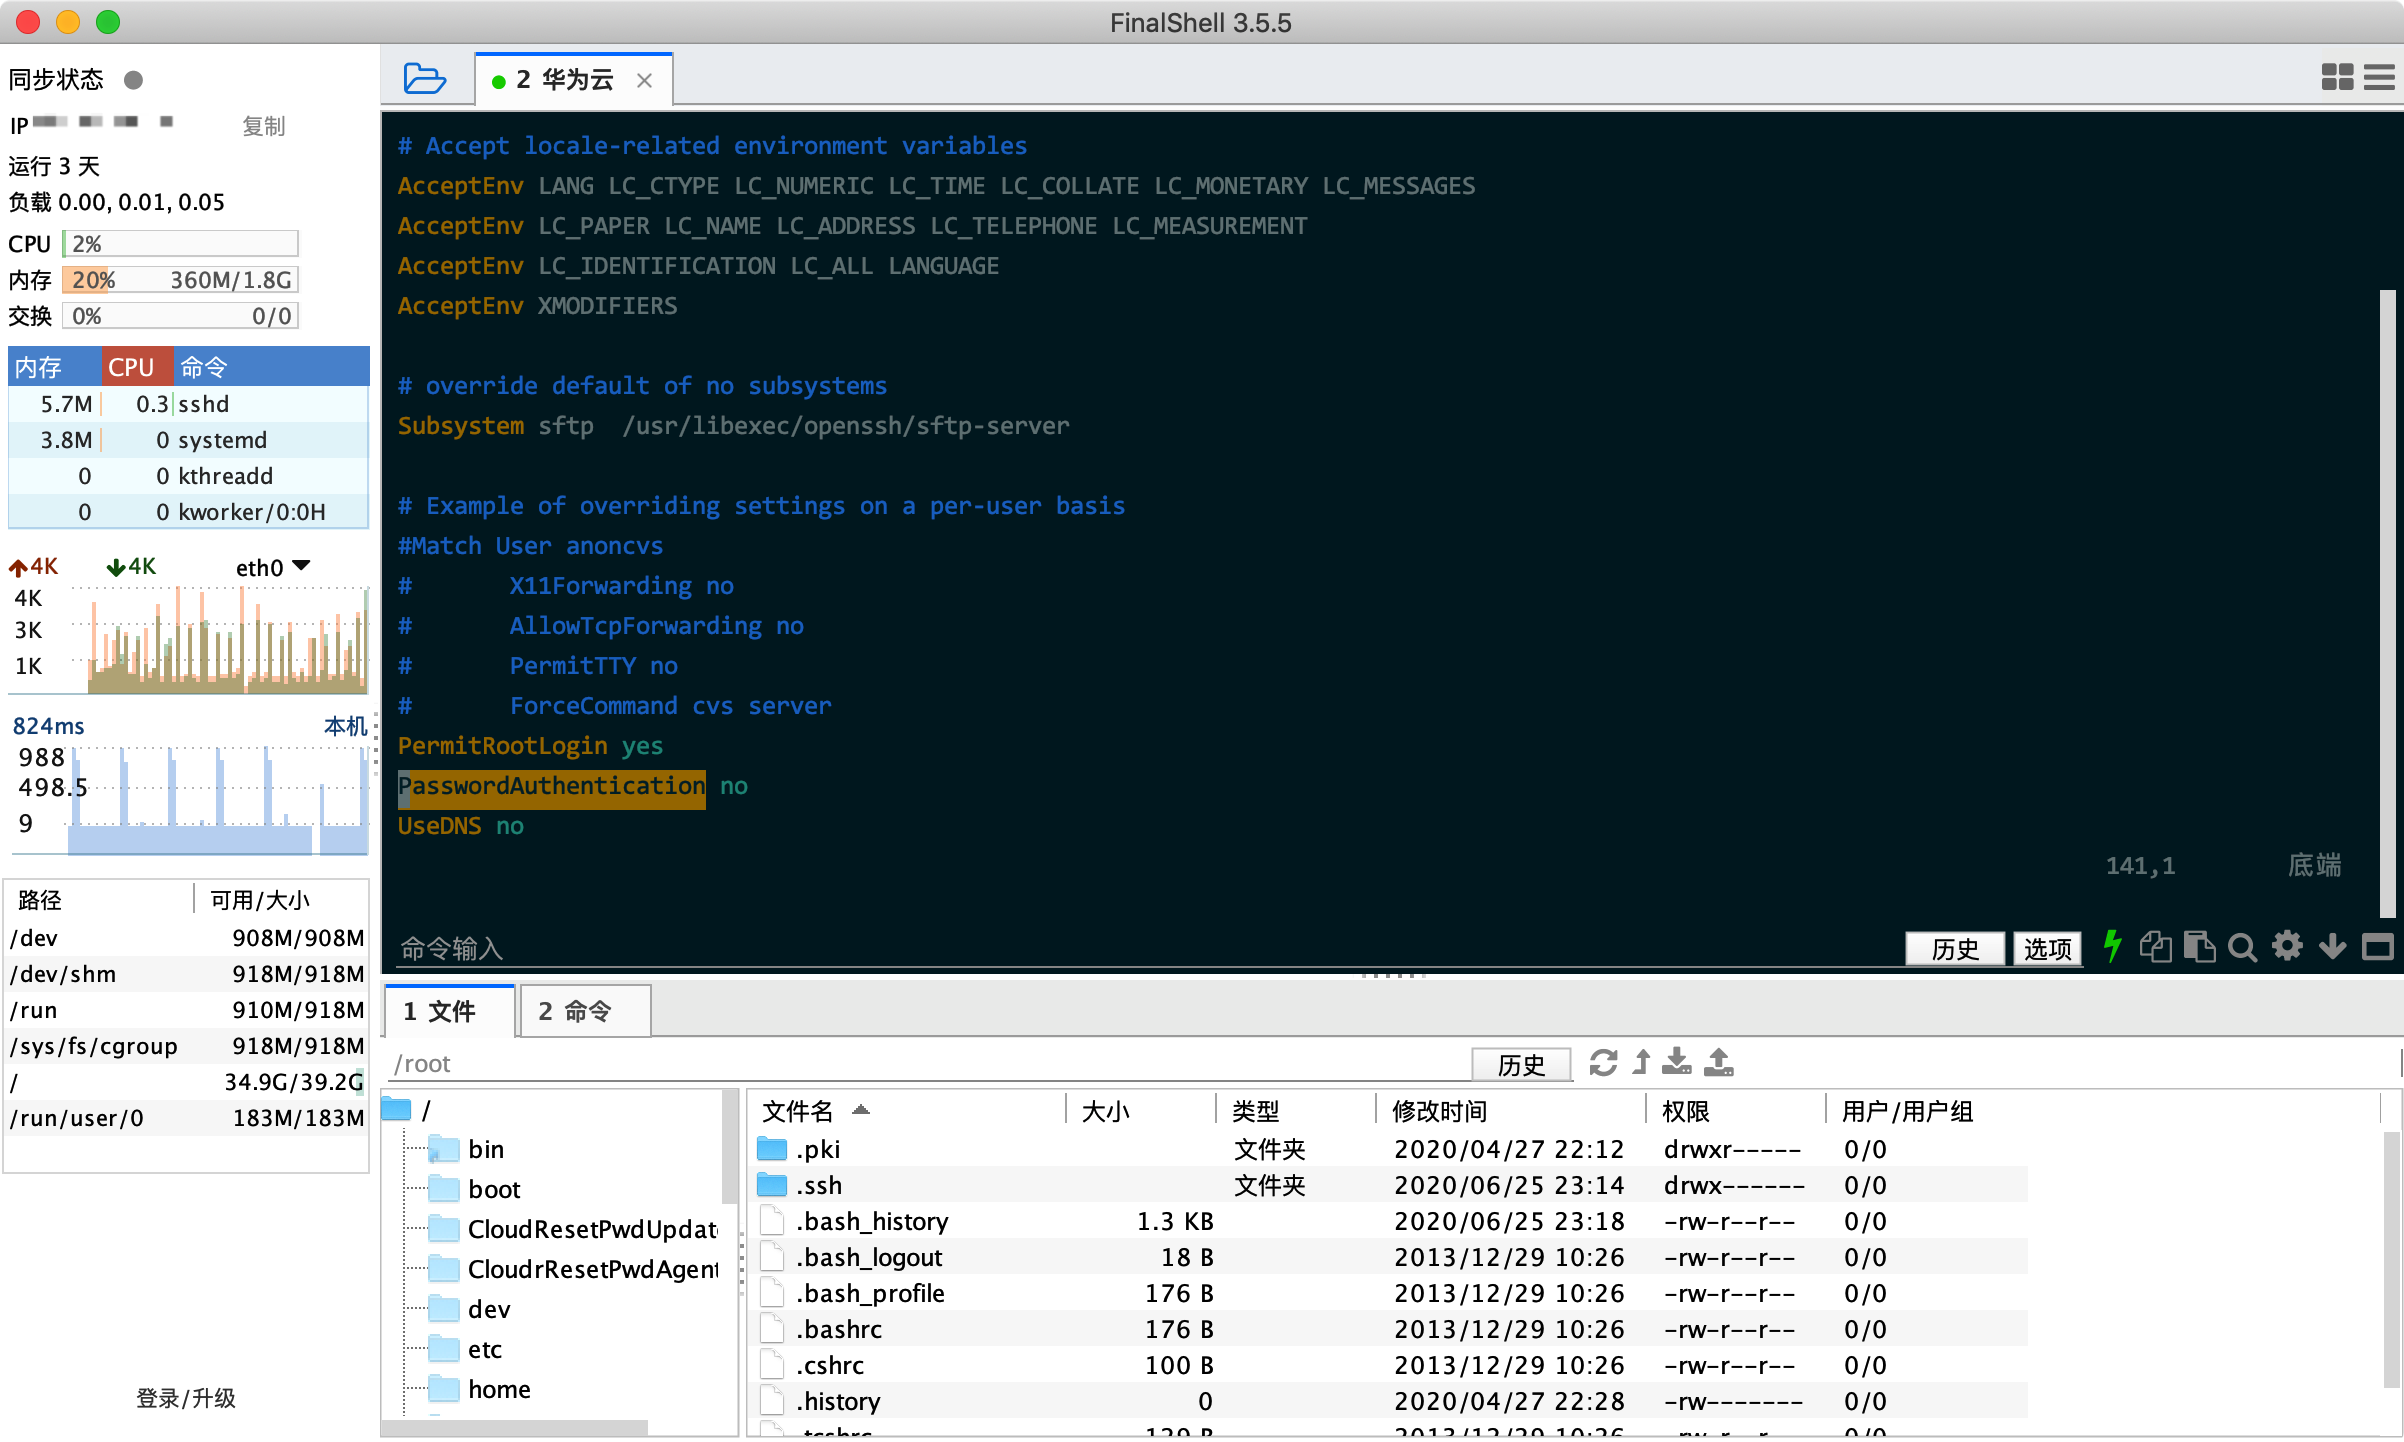 FinalShell 3.5.5
同步状态
IP 复制
运行 3 天
负载 0.00, 0.01, 0.05
CPU 2%
内存 20% 360M/1.8G
交换 0% 0/0
内存 CPU 命令
5.7M 0.3 sshd
3.8M 0 systemd
0 0 kthreadd
0 0 kworker/0:0H
4K 4K eth0
4K
3K
1K
824ms 本机
988
498.5
9
路径 可用/大小
/dev 908M/908M
/dev/shm 918M/918M
/run 910M/918M
/sys/fs/cgroup 918M/918M
/ 34.9G/39.2G
/run/user/0 183M/183M
登录/升级
2 华为云
# Accept locale-related environment variables
AcceptEnv LANG LC_CTYPE LC_NUMERIC LC_TIME LC_COLLATE LC_MONETARY LC_MESSAGES
AcceptEnv LC_PAPER LC_NAME LC_ADDRESS LC_TELEPHONE LC_MEASUREMENT
AcceptEnv LC_IDENTIFICATION LC_ALL LANGUAGE
AcceptEnv XMODIFIERS
# override default of no subsystems
Subsystem sftp  /usr/libexec/openssh/sftp-server
# Example of overriding settings on a per-user basis
#Match User anoncvs
#       X11Forwarding no
#       AllowTcpForwarding no
#       PermitTTY no
#       ForceCommand cvs server
PermitRootLogin yes
PasswordAuthentication no
UseDNS no
141,1 底端
命令输入 历史 选项
1 文件 2 命令
/root 历史
/
bin
boot
CloudResetPwdUpdate
CloudrResetPwdAgent
dev
etc
home
文件名 大小 类型 修改时间 权限 用户/用户组
.pki 文件夹 2020/04/27 22:12 drwxr----- 0/0
.ssh 文件夹 2020/06/25 23:14 drwx------ 0/0
.bash_history 1.3 KB 2020/06/25 23:18 -rw-r--r-- 0/0
.bash_logout 18 B 2013/12/29 10:26 -rw-r--r-- 0/0
.bash_profile 176 B 2013/12/29 10:26 -rw-r--r-- 0/0
.bashrc 176 B 2013/12/29 10:26 -rw-r--r-- 0/0
.cshrc 100 B 2013/12/29 10:26 -rw-r--r-- 0/0
.history 0 2020/04/27 22:28 -rw------- 0/0
.tcshrc 129 B 2013/12/29 10:26 -rw-r--r-- 0/0